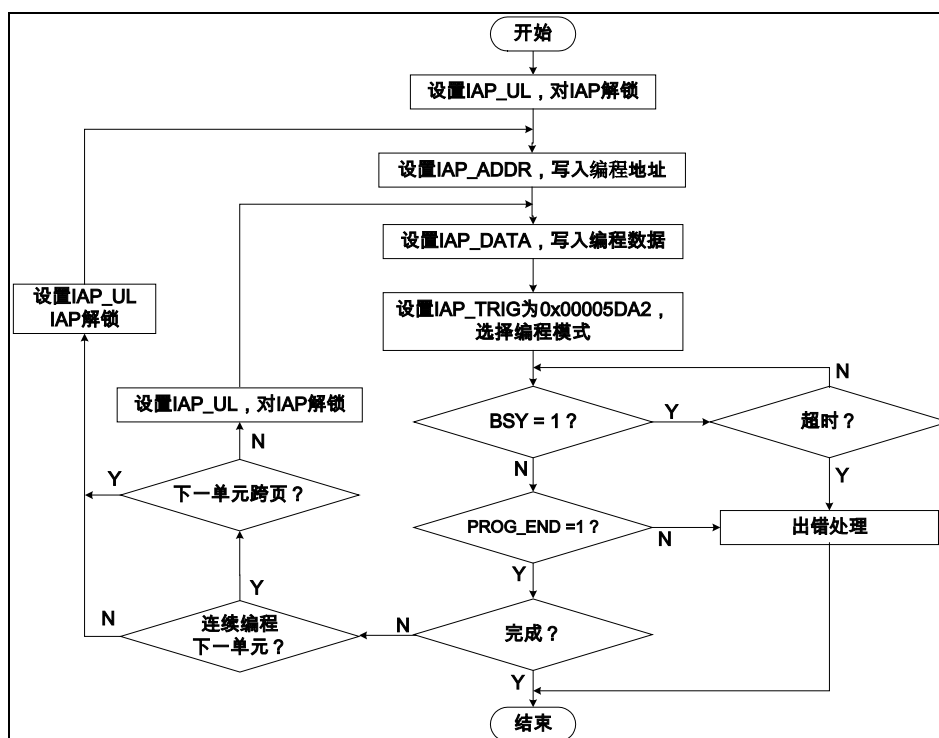 开始
设置IAP_UL，对IAP解锁
设置IAP_ADDR，写入编程地址
设置IAP_DATA，写入编程数据
设置IAP_UL
IAP解锁
设置IAP_TRIG为0x00005DA2，
选择编程模式
N
设置IAP_UL，对IAP解锁
BSY = 1？
Y
超时？
N
Y
N
Y
下一单元跨页？
PROG_END =1？
N
出错处理
Y
Y
N
连续编程
下一单元？
N
完成？
Y
结束